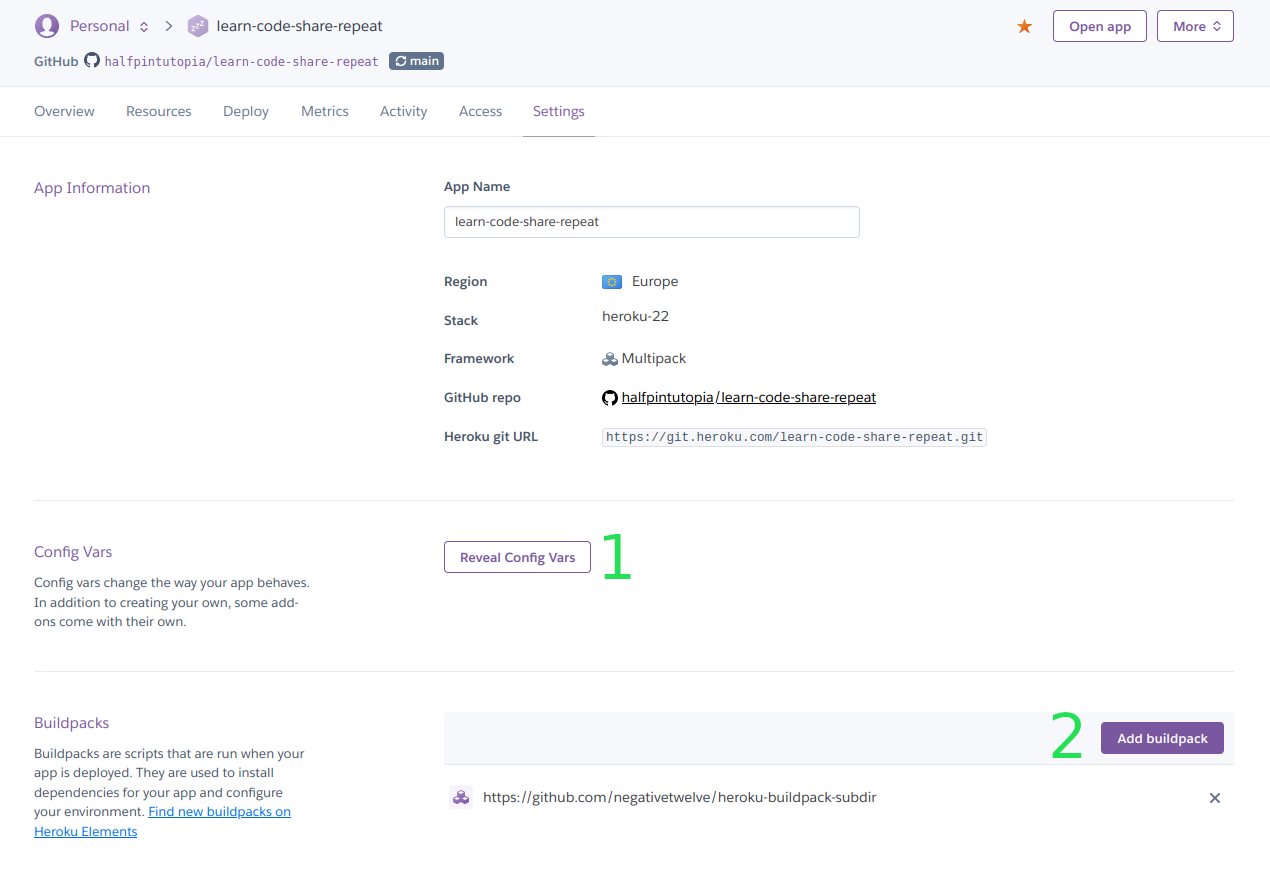 Personal learn-code-share-repeat Open app More
GitHub halfpintutopia/learn-code-share-repeat main
Overview Resources Deploy Metrics Activity Access Settings
App Information
App Name
learn-code-share-repeat
Region Europe
Stack heroku-22
Framework Multipack
GitHub repo halfpintutopia/learn-code-share-repeat
Heroku git URL https://git.heroku.com/learn-code-share-repeat.git
Config Vars
Config vars change the way your app behaves.
In addition to creating your own, some add-
ons come with their own.
Reveal Config Vars 1
Buildpacks
Buildpacks are scripts that are run when your
app is deployed. They are used to install
dependencies for your app and configure
your environment. Find new buildpacks on
Heroku Elements
2 Add buildpack
https://github.com/negativetwelve/heroku-buildpack-subdir